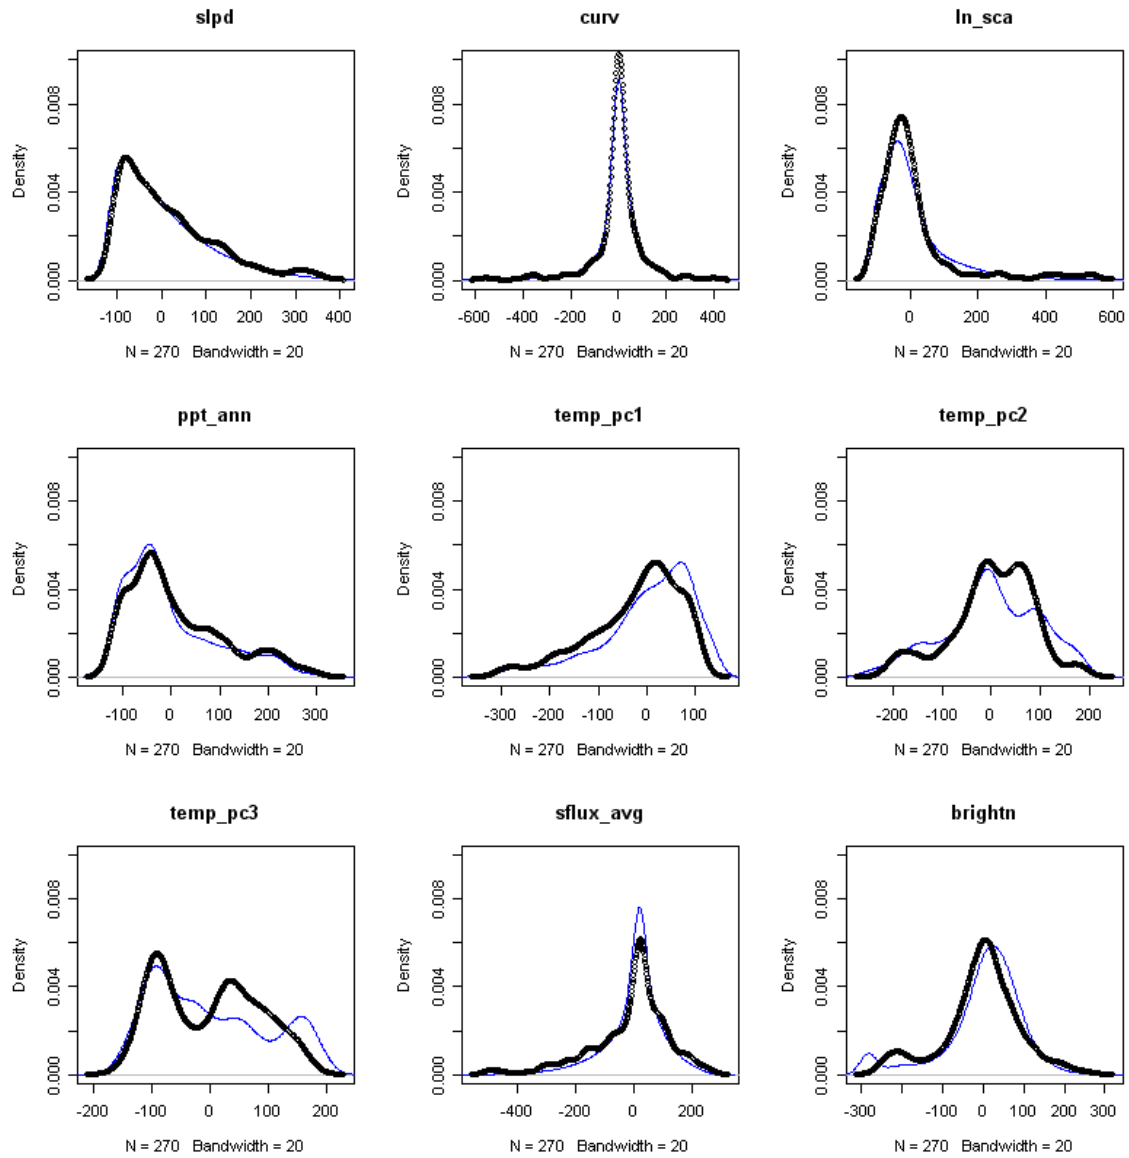 slpd
curv
ln_sca
Density
0.000 0.004 0.008
-100 0 100 200 300 400
N = 270 Bandwidth = 20
Density
0.000 0.004 0.008
-600 -400 -200 0 200 400
N = 270 Bandwidth = 20
Density
0.000 0.004 0.008
0 200 400 600
N = 270 Bandwidth = 20
ppt_ann
temp_pc1
temp_pc2
Density
0.000 0.004 0.008
-100 0 100 200 300
N = 270 Bandwidth = 20
Density
0.000 0.004 0.008
-300 -200 -100 0 100
N = 270 Bandwidth = 20
Density
0.000 0.004 0.008
-200 -100 0 100 200
N = 270 Bandwidth = 20
temp_pc3
sflux_avg
brightn
Density
0.000 0.004 0.008
-200 -100 0 100 200
N = 270 Bandwidth = 20
Density
0.000 0.004 0.008
-400 -200 0 200
N = 270 Bandwidth = 20
Density
0.000 0.004 0.008
-300 -100 0 100 200 300
N = 270 Bandwidth = 20